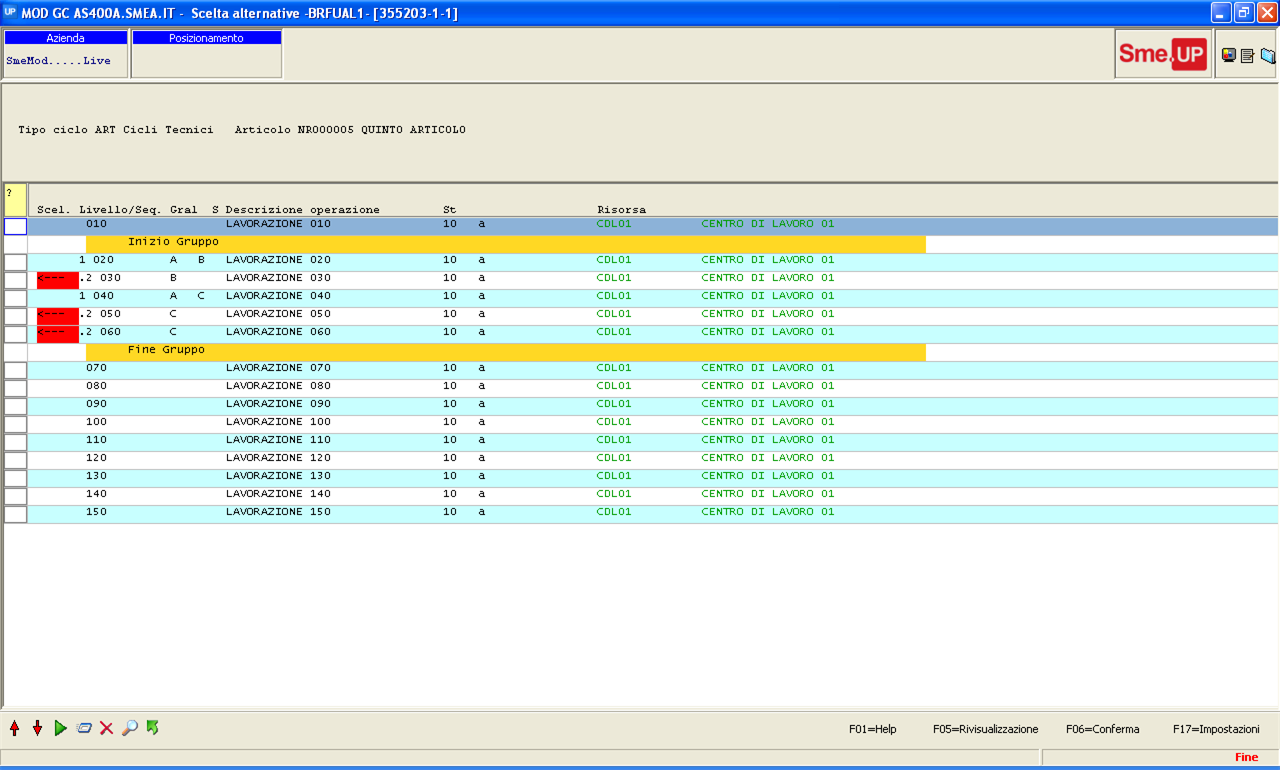 UP MOD GC AS400A.SMEA.IT - Scelta alternative -BRFUAL1- [355203-1-1]
Azienda Posizionamento
SmeMod.....Live
Sme.UP
Tipo ciclo ART Cicli Tecnici Articolo NR000005 QUINTO ARTICOLO
?
Scel. Livello/Seq. Gral S Descrizione operazione St Risorsa
010 LAVORAZIONE 010 10 a CDL01 CENTRO DI LAVORO 01
Inizio Gruppo
1 020 A B LAVORAZIONE 020 10 a CDL01 CENTRO DI LAVORO 01
<--- .2 030 B LAVORAZIONE 030 10 a CDL01 CENTRO DI LAVORO 01
1 040 A C LAVORAZIONE 040 10 a CDL01 CENTRO DI LAVORO 01
<--- .2 050 C LAVORAZIONE 050 10 a CDL01 CENTRO DI LAVORO 01
<--- .2 060 C LAVORAZIONE 060 10 a CDL01 CENTRO DI LAVORO 01
Fine Gruppo
070 LAVORAZIONE 070 10 a CDL01 CENTRO DI LAVORO 01
080 LAVORAZIONE 080 10 a CDL01 CENTRO DI LAVORO 01
090 LAVORAZIONE 090 10 a CDL01 CENTRO DI LAVORO 01
100 LAVORAZIONE 100 10 a CDL01 CENTRO DI LAVORO 01
110 LAVORAZIONE 110 10 a CDL01 CENTRO DI LAVORO 01
120 LAVORAZIONE 120 10 a CDL01 CENTRO DI LAVORO 01
130 LAVORAZIONE 130 10 a CDL01 CENTRO DI LAVORO 01
140 LAVORAZIONE 140 10 a CDL01 CENTRO DI LAVORO 01
150 LAVORAZIONE 150 10 a CDL01 CENTRO DI LAVORO 01
F01=Help F05=Rivisualizzazione F06=Conferma F17=Impostazioni
Fine